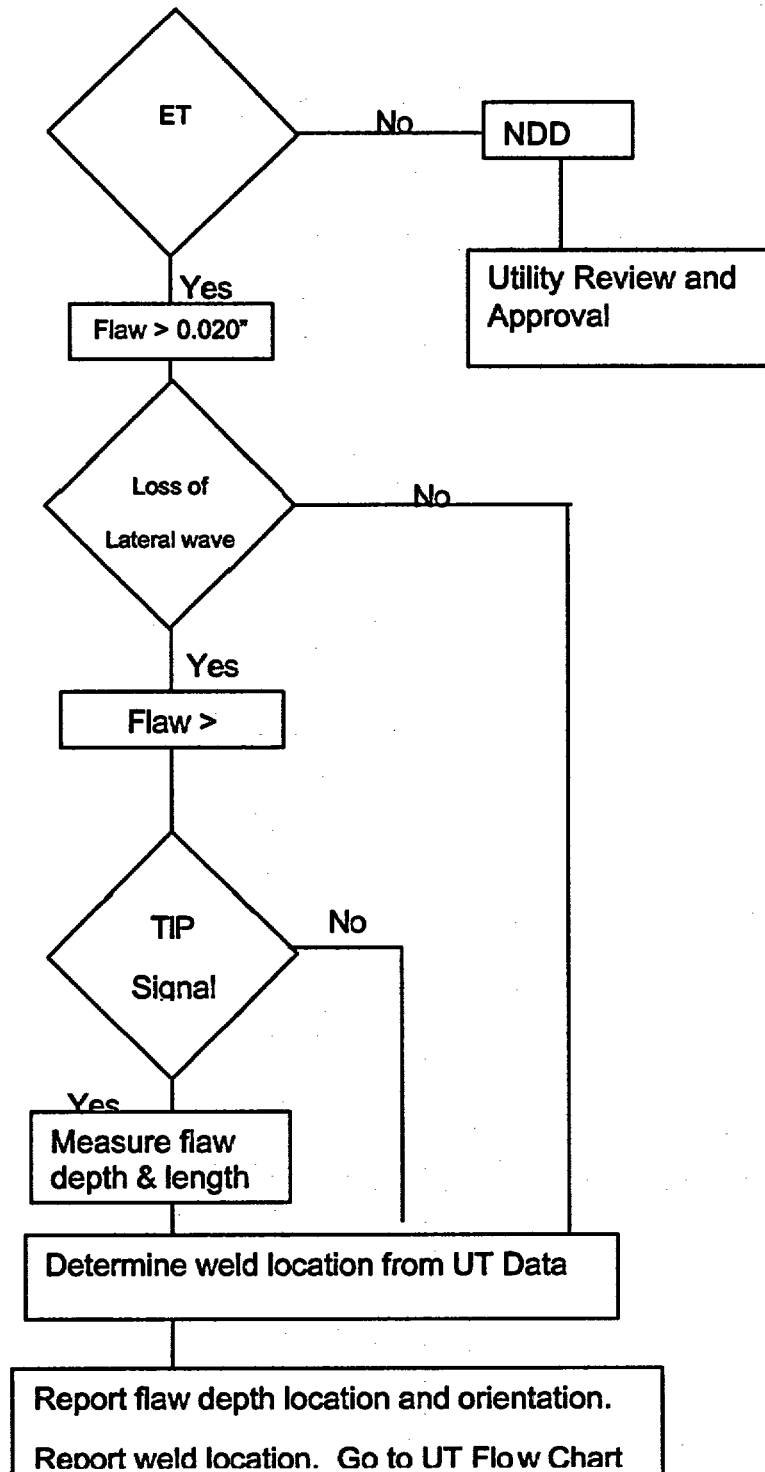 ET
No
NDD
Yes
Utility Review and
Approval
Flaw > 0.020"
Loss of
No
Lateral wave
Yes
Flaw >
TIP
No
Signal
Yes
Measure flaw
depth & length
Determine weld location from UT Data
Report flaw depth location and orientation.
Report weld location. Go to UT Flow Chart